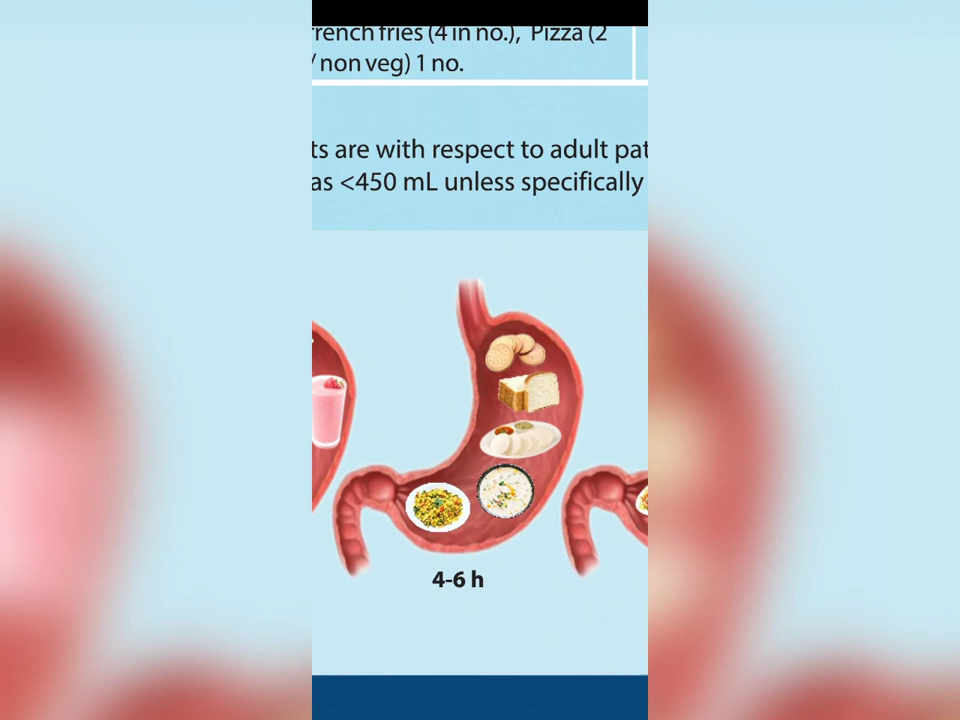 french fries (4 in no.), Pizza (2
/ non veg) 1 no.
ts are with respect to adult pat
as <450 mL unless specifically
4-6 h